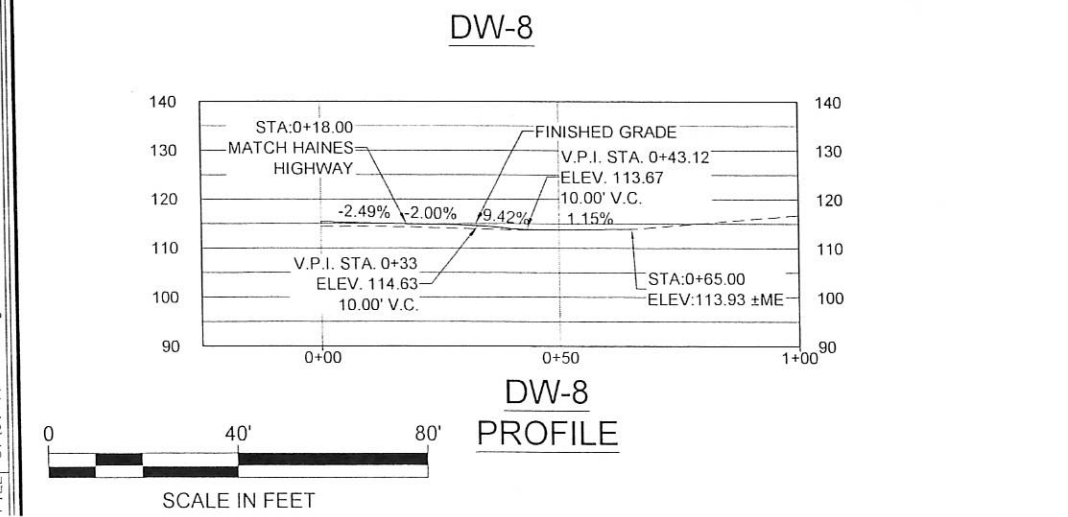 DW-8
140
140
STA:0+18.00
MATCH HAINES
HIGHWAY
FINISHED GRADE
130
130
V.P.I. STA. 0+43.12
ELEV. 113.67
10.00' V.C.
120
120
-2.49%
-2.00%
-9.42%
1.15%
110
110
V.P.I. STA. 0+33
ELEV. 114.63
10.00' V.C.
STA:0+65.00
ELEV:113.93 ±ME
100
100
90
90
0+00
0+50
1+00
DW-8
PROFILE
0
40'
80'
SCALE IN FEET